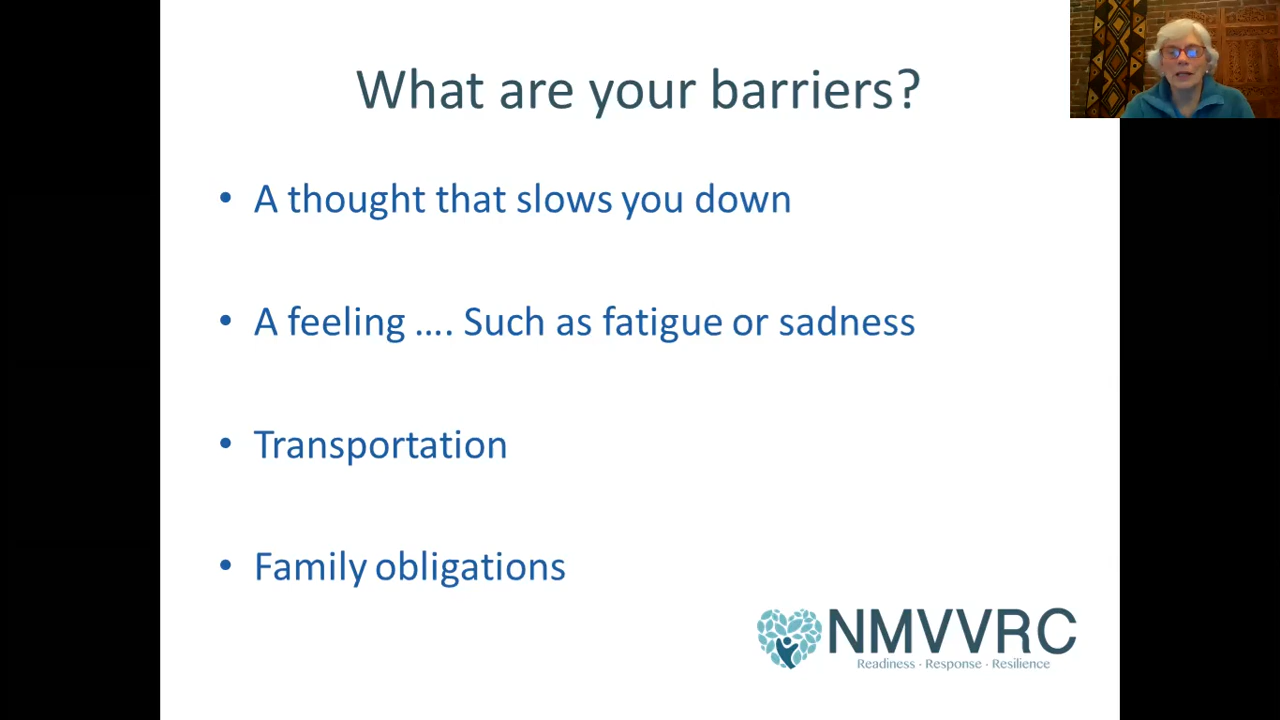 What are your barriers?
• A thought that slows you down
• A feeling …. Such as fatigue or sadness
• Transportation
• Family obligations
NMVVRC
Readiness · Response · Resilience